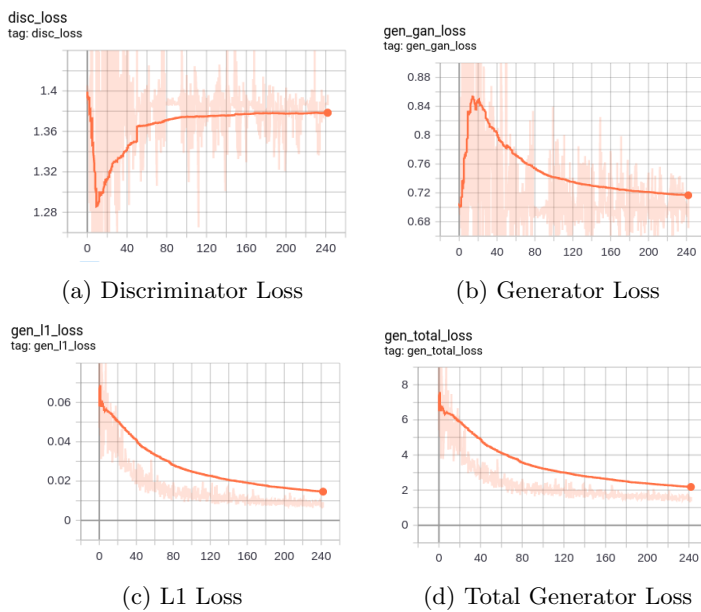 disc_loss
tag: disc_loss
1.4
1.36
1.32
1.28
0 40 80 120 160 200 240
(a) Discriminator Loss
gen_gan_loss
tag: gen_gan_loss
0.88
0.84
0.8
0.76
0.72
0.68
0 40 80 120 160 200 240
(b) Generator Loss
gen_l1_loss
tag: gen_l1_loss
0.06
0.04
0.02
0
0 40 80 120 160 200 240
(c) L1 Loss
gen_total_loss
tag: gen_total_loss
8
6
4
2
0
0 40 80 120 160 200 240
(d) Total Generator Loss